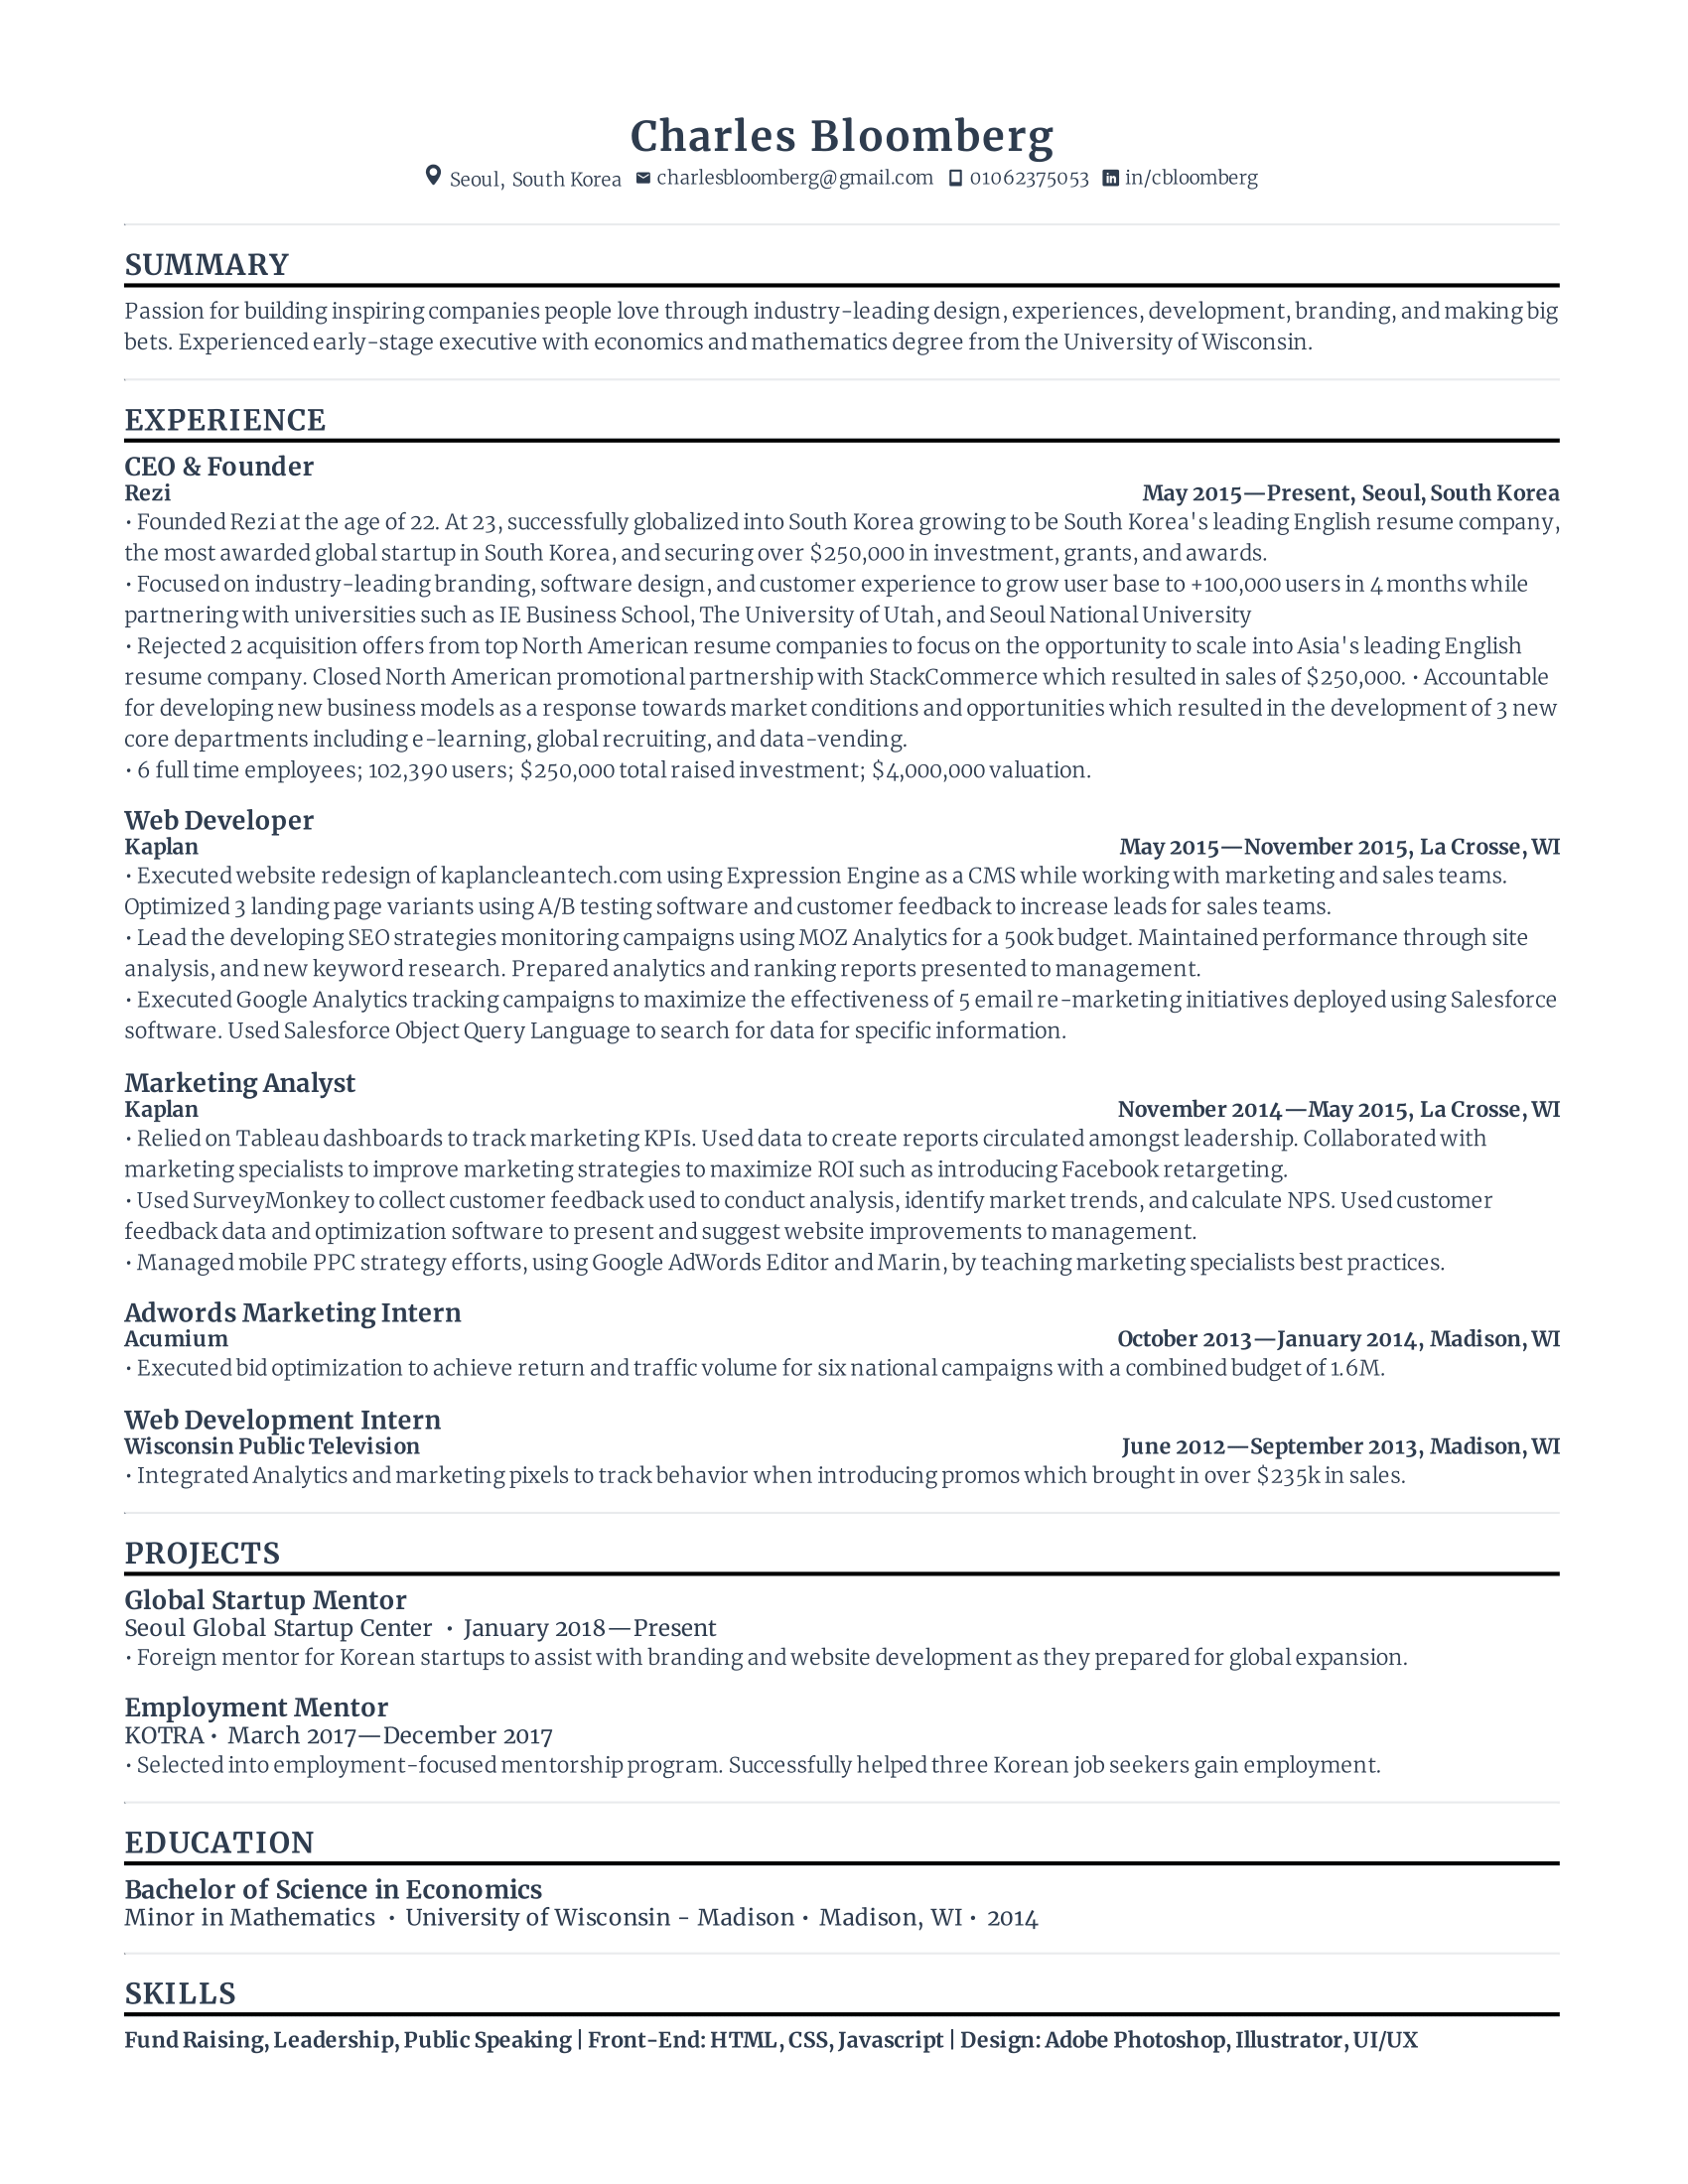 Charles Bloomberg
Seoul, South Korea charlesbloomberg@gmail.com 01062375053 in/cbloomberg
SUMMARY
Passion for building inspiring companies people love through industry-leading design, experiences, development, branding, and making big
bets. Experienced early-stage executive with economics and mathematics degree from the University of Wisconsin.
EXPERIENCE
CEO & Founder
Rezi May 2015—Present, Seoul, South Korea
• Founded Rezi at the age of 22. At 23, successfully globalized into South Korea growing to be South Korea's leading English resume company,
the most awarded global startup in South Korea, and securing over $250,000 in investment, grants, and awards.
• Focused on industry-leading branding, software design, and customer experience to grow user base to +100,000 users in 4 months while
partnering with universities such as IE Business School, The University of Utah, and Seoul National University
• Rejected 2 acquisition offers from top North American resume companies to focus on the opportunity to scale into Asia's leading English
resume company. Closed North American promotional partnership with StackCommerce which resulted in sales of $250,000. • Accountable
for developing new business models as a response towards market conditions and opportunities which resulted in the development of 3 new
core departments including e-learning, global recruiting, and data-vending.
• 6 full time employees; 102,390 users; $250,000 total raised investment; $4,000,000 valuation.
Web Developer
Kaplan May 2015—November 2015, La Crosse, WI
• Executed website redesign of kaplancleantech.com using Expression Engine as a CMS while working with marketing and sales teams.
Optimized 3 landing page variants using A/B testing software and customer feedback to increase leads for sales teams.
• Lead the developing SEO strategies monitoring campaigns using MOZ Analytics for a 500k budget. Maintained performance through site
analysis, and new keyword research. Prepared analytics and ranking reports presented to management.
• Executed Google Analytics tracking campaigns to maximize the effectiveness of 5 email re-marketing initiatives deployed using Salesforce
software. Used Salesforce Object Query Language to search for data for specific information.
Marketing Analyst
Kaplan November 2014—May 2015, La Crosse, WI
• Relied on Tableau dashboards to track marketing KPIs. Used data to create reports circulated amongst leadership. Collaborated with
marketing specialists to improve marketing strategies to maximize ROI such as introducing Facebook retargeting.
• Used SurveyMonkey to collect customer feedback used to conduct analysis, identify market trends, and calculate NPS. Used customer
feedback data and optimization software to present and suggest website improvements to management.
• Managed mobile PPC strategy efforts, using Google AdWords Editor and Marin, by teaching marketing specialists best practices.
Adwords Marketing Intern
Acumium October 2013—January 2014, Madison, WI
• Executed bid optimization to achieve return and traffic volume for six national campaigns with a combined budget of 1.6M.
Web Development Intern
Wisconsin Public Television June 2012—September 2013, Madison, WI
• Integrated Analytics and marketing pixels to track behavior when introducing promos which brought in over $235k in sales.
PROJECTS
Global Startup Mentor
Seoul Global Startup Center • January 2018—Present
• Foreign mentor for Korean startups to assist with branding and website development as they prepared for global expansion.
Employment Mentor
KOTRA • March 2017—December 2017
• Selected into employment-focused mentorship program. Successfully helped three Korean job seekers gain employment.
EDUCATION
Bachelor of Science in Economics
Minor in Mathematics • University of Wisconsin - Madison • Madison, WI • 2014
SKILLS
Fund Raising, Leadership, Public Speaking | Front-End: HTML, CSS, Javascript | Design: Adobe Photoshop, Illustrator, UI/UX